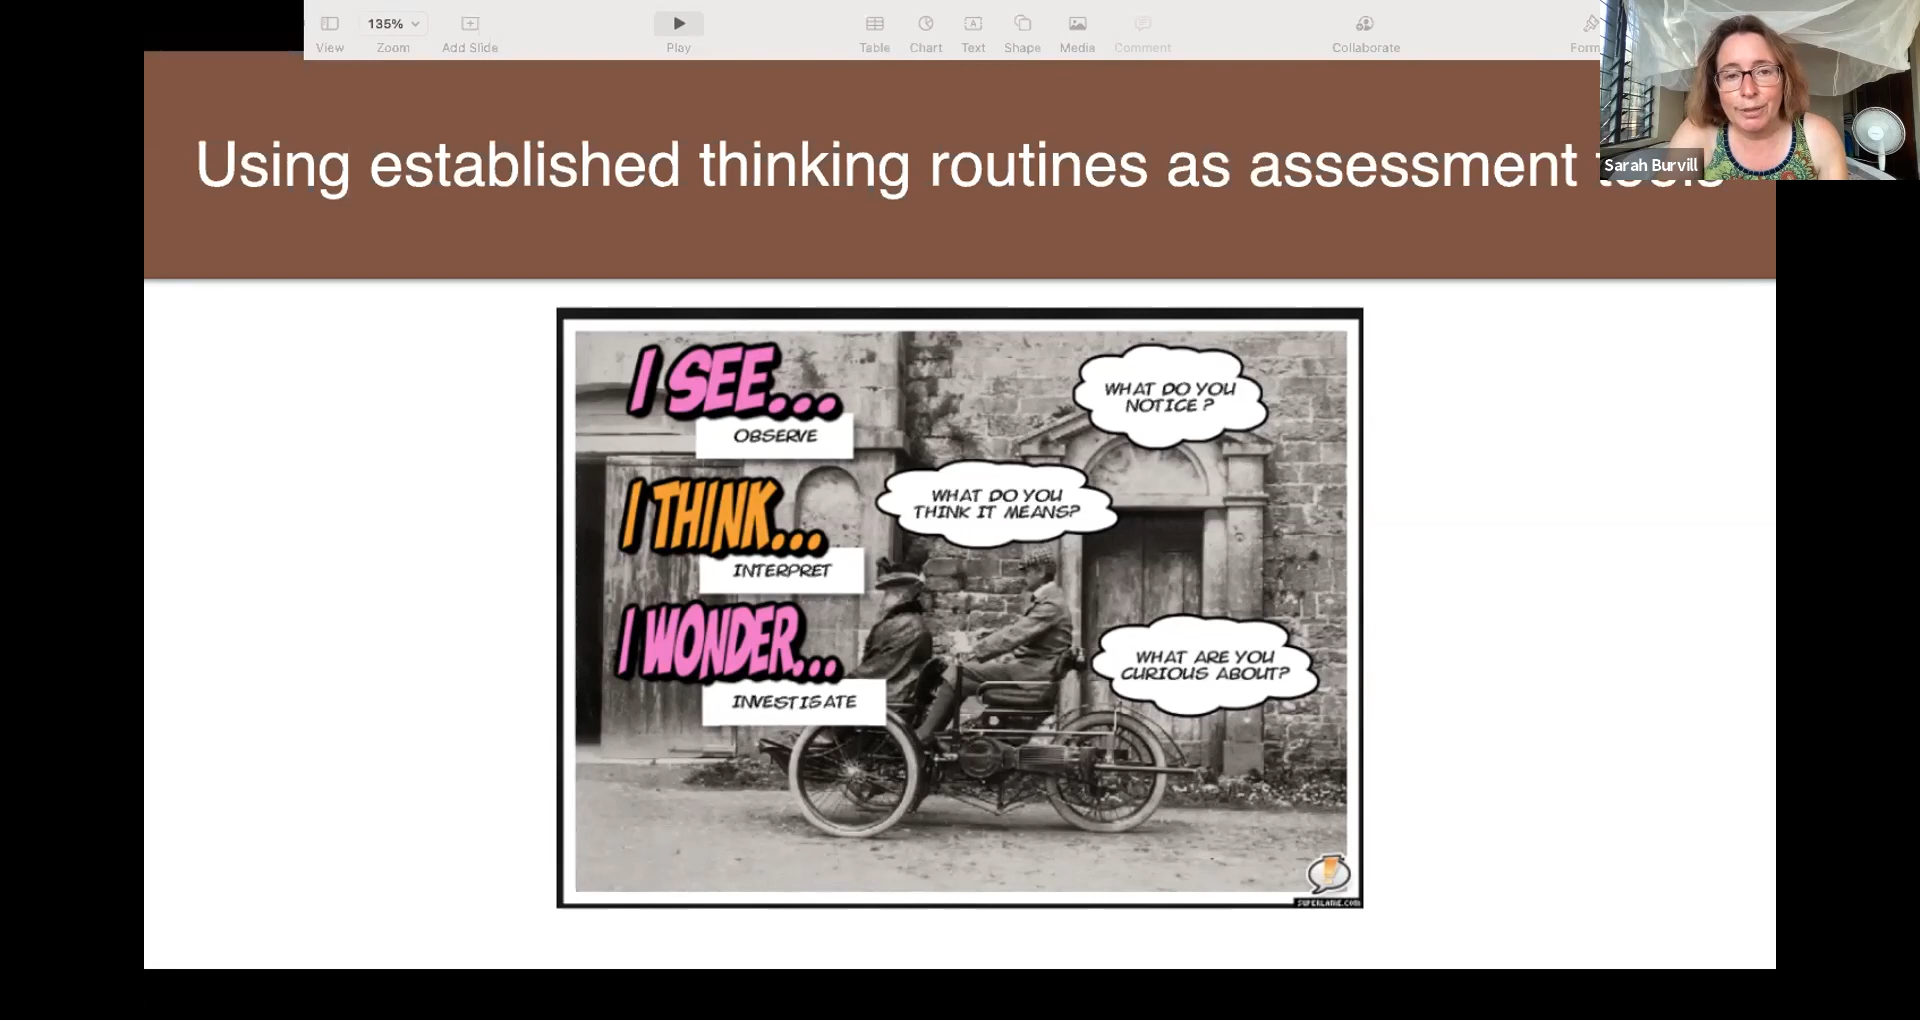 135%
View
Zoom
Add Slide
Play
Table
Chart
Text
Shape
Media
Comment
Collaborate
Form
Sarah Burvill
Using established thinking routines as assessment
I SEE...
OBSERVE
WHAT DO YOU
NOTICE?
I THINK...
INTERPRET
WHAT DO YOU
THINK IT MEANS?
I WONDER...
INVESTIGATE
WHAT ARE YOU
CURIOUS ABOUT?
SUPERLAME.COM